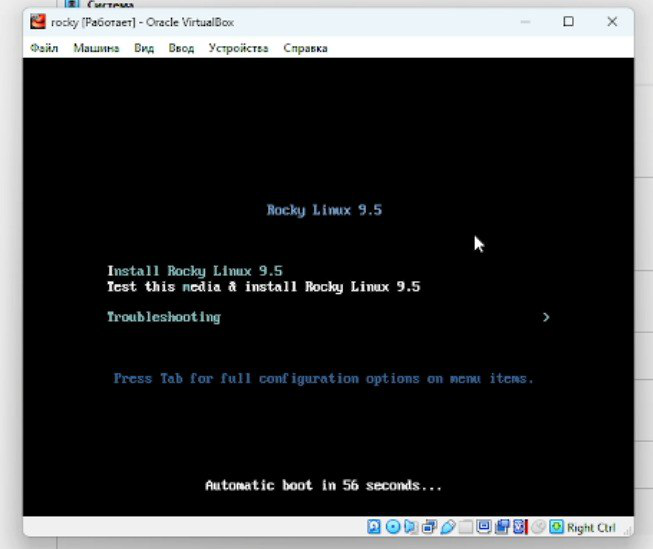 Система
rocky [Работает] - Oracle VirtualBox
Файл Машина Вид Ввод Устройства Справка
Rocky Linux 9.5
Install Rocky Linux 9.5
Test this media & install Rocky Linux 9.5
Troubleshooting >
Press Tab for full configuration options on menu items.
Automatic boot in 56 seconds...
Right Ctrl